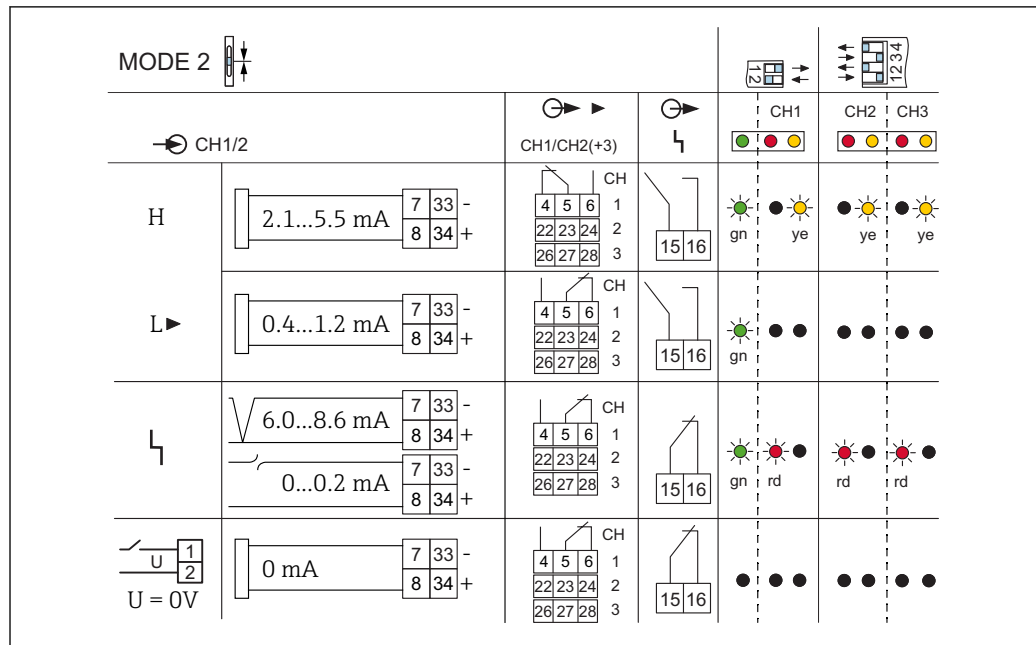 MODE 2
1 2
1 2 3 4
CH1/2
CH1/CH2(+3)
CH1
CH2 CH3
H
2.1...5.5 mA
7 33 -
8 34 +
CH
4 5 6 1
22 23 24 2
26 27 28 3
15 16
gn ye ye ye
L
0.4...1.2 mA
7 33 -
8 34 +
CH
4 5 6 1
22 23 24 2
26 27 28 3
15 16
gn
6.0...8.6 mA
7 33 -
8 34 +
0...0.2 mA
7 33 -
8 34 +
CH
4 5 6 1
22 23 24 2
26 27 28 3
15 16
gn rd rd rd
U
1
2
U = 0V
0 mA
7 33 -
8 34 +
CH
4 5 6 1
22 23 24 2
26 27 28 3
15 16